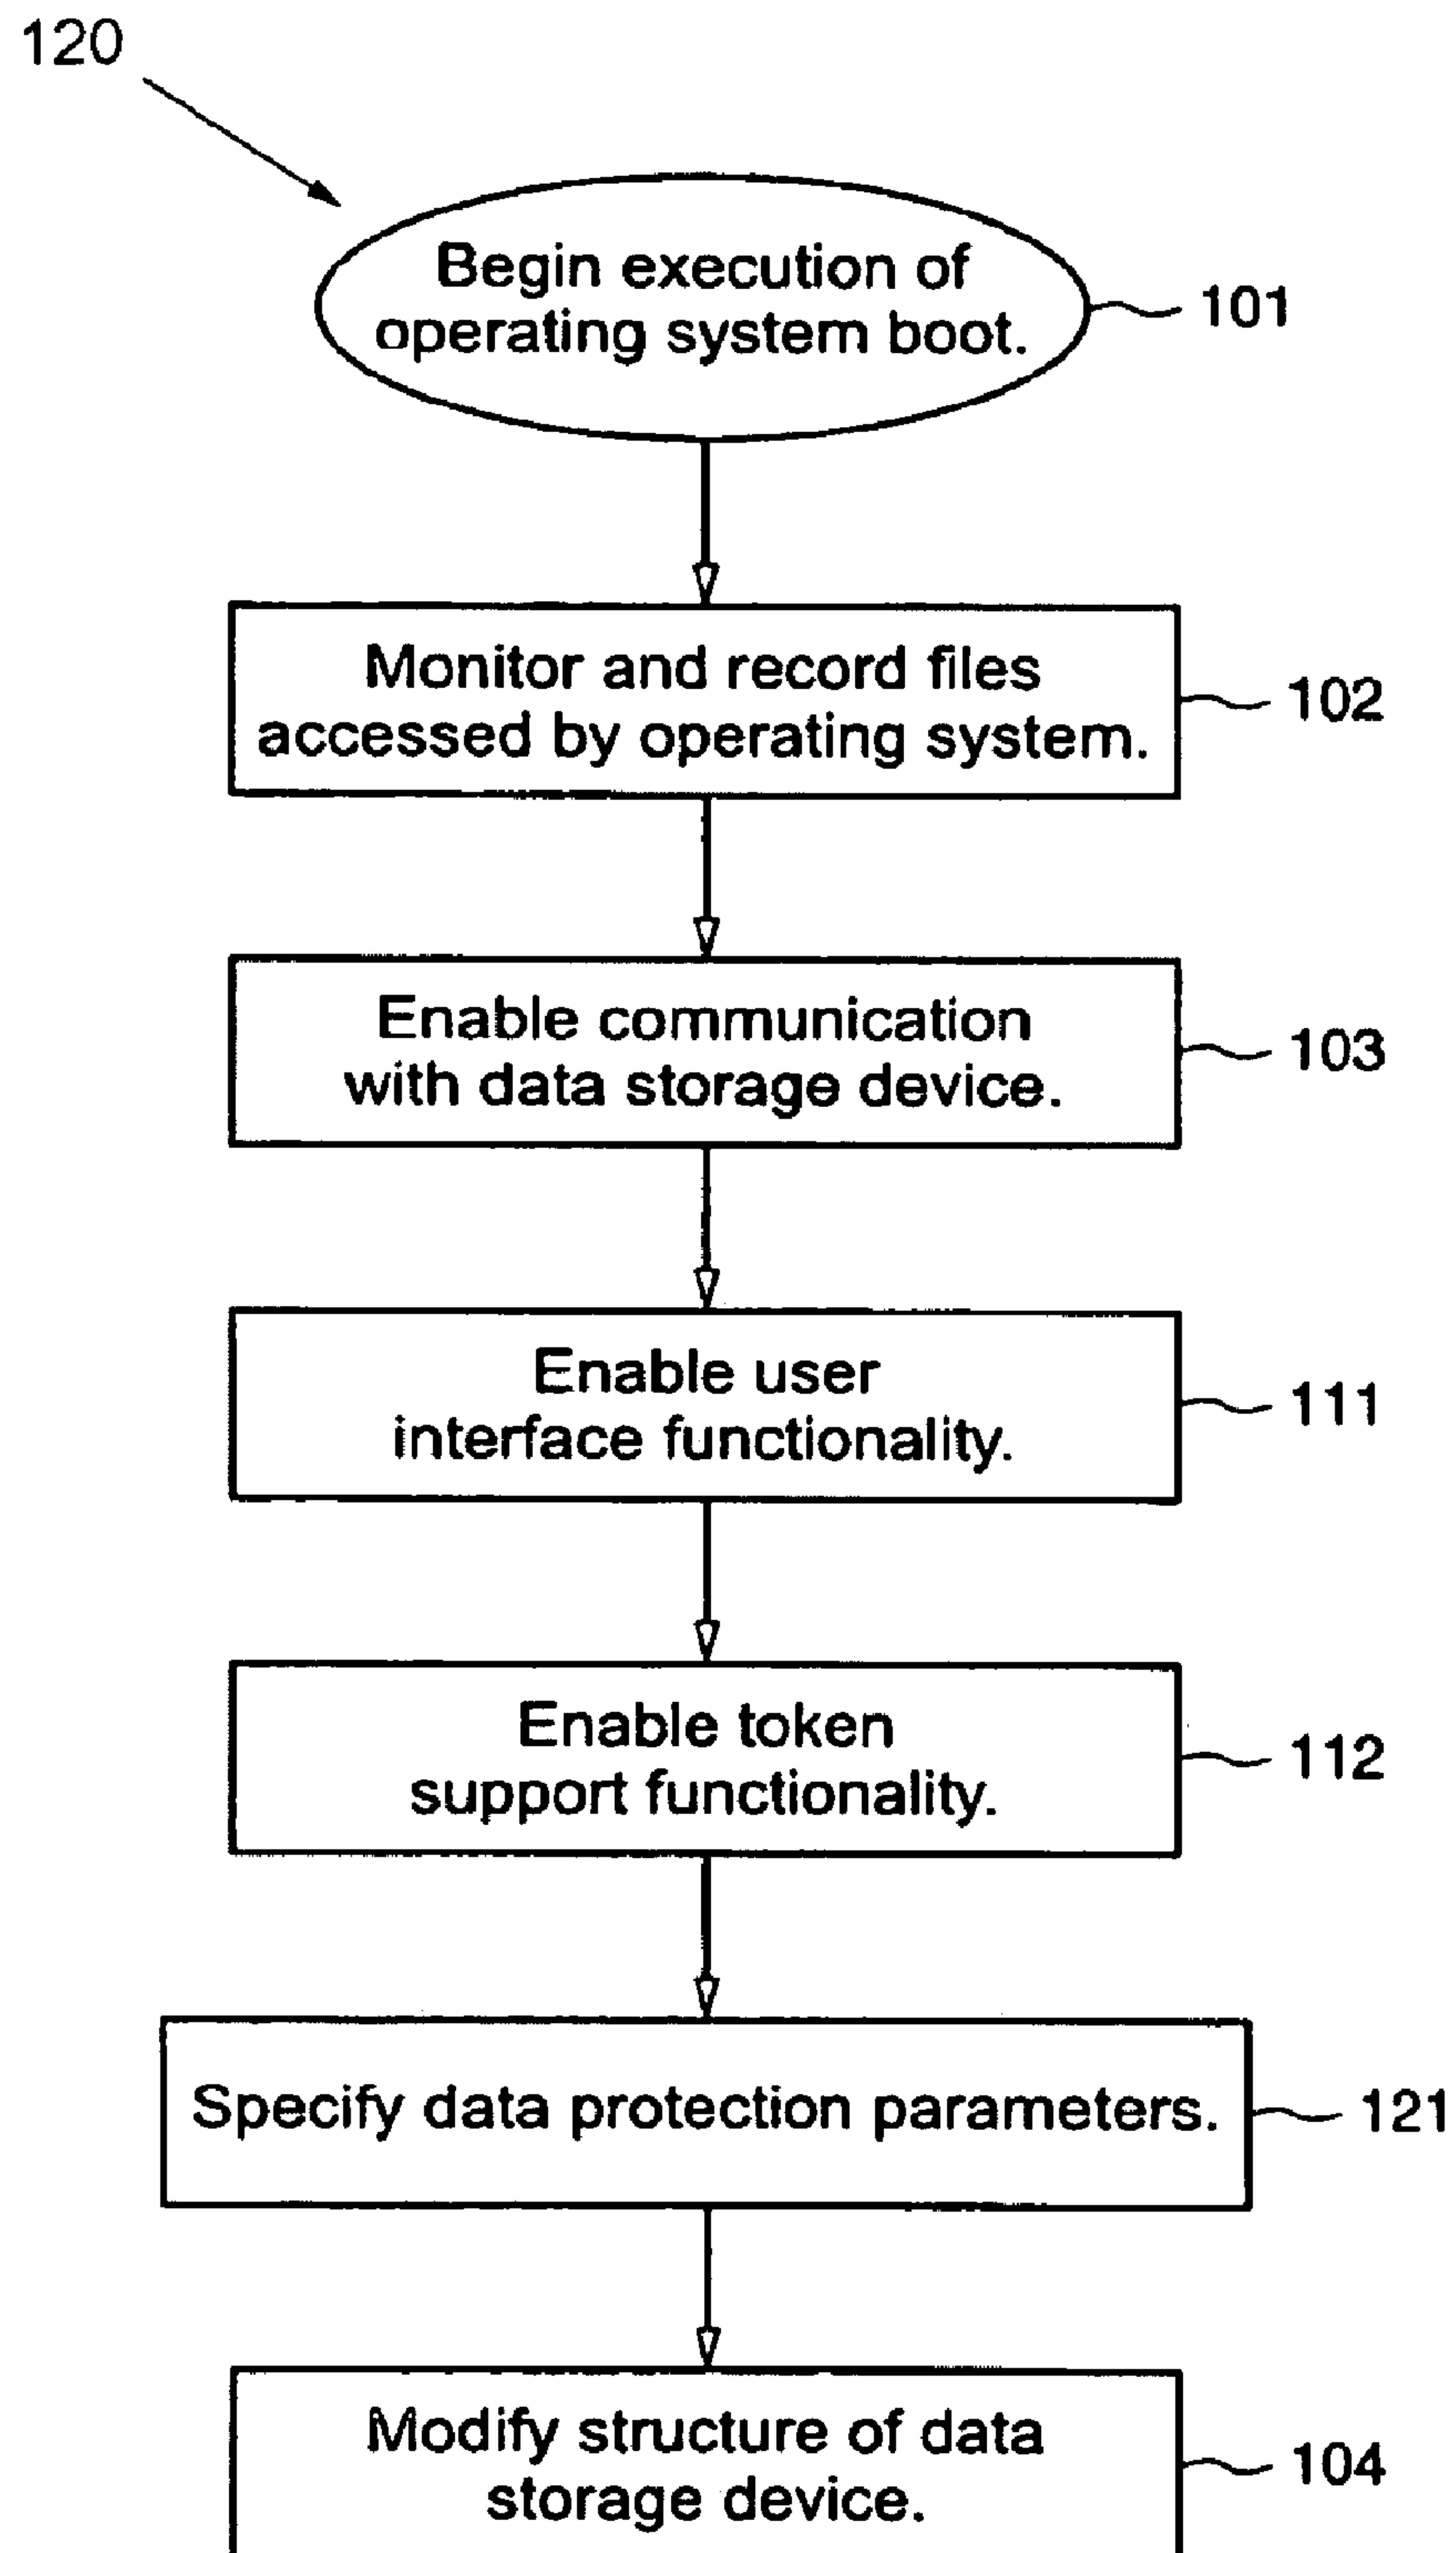 120
Begin execution of
operating system boot.
101
Monitor and record files
accessed by operating system.
102
Enable communication
with data storage device.
103
Enable user
interface functionality.
111
Enable token
support functionality.
112
Specify data protection parameters.
121
Modify structure of data
storage device.
104